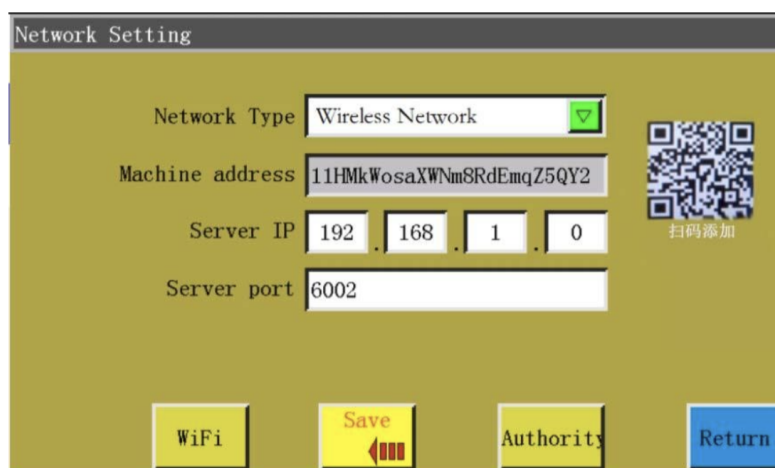 Network Setting
Network Type Wireless Network
Machine address 11HMkWosaXWNm8RdEmqZ5QY2
Server IP 192 . 168 . 1 . 0
扫码添加
Server port 6002
WiFi Save Authority Return